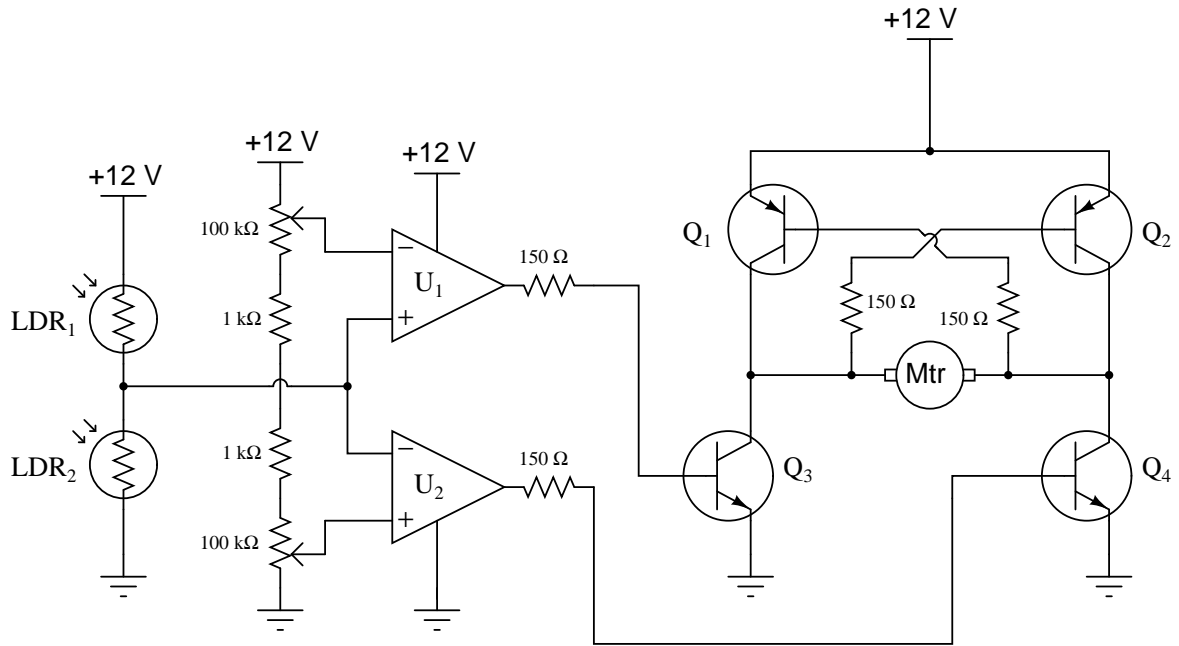 +12 V
+12 V
+12 V
+12 V
100 kΩ
−
U₁
+
150 Ω
Q₁
Q₂
150 Ω
150 Ω
LDR₁
1 kΩ
Mtr
1 kΩ
LDR₂
−
U₂
+
150 Ω
Q₃
Q₄
100 kΩ